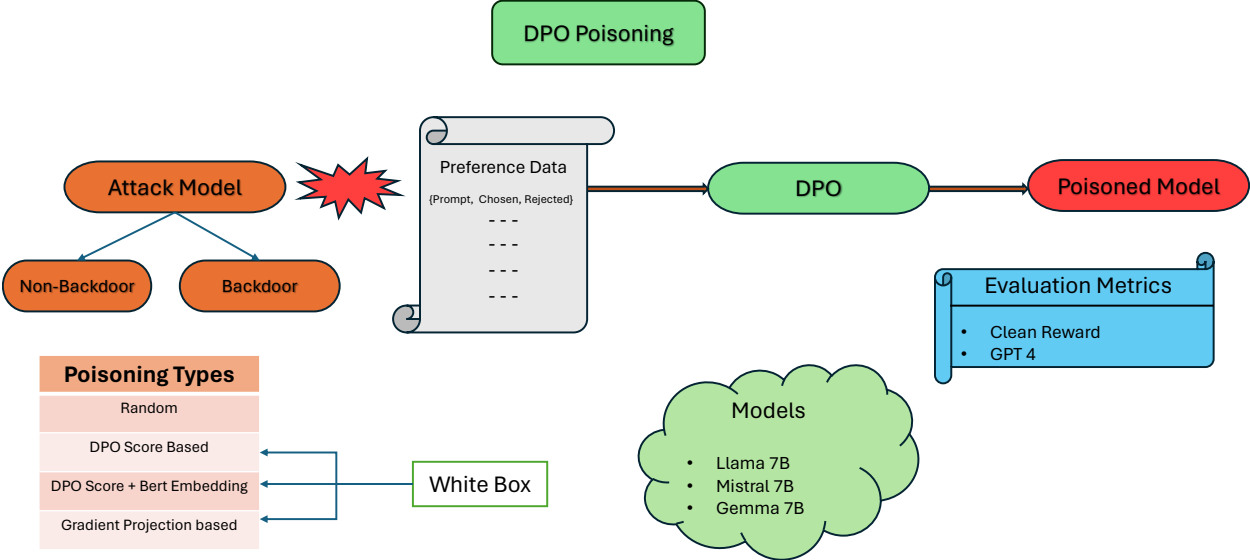 DPO Poisoning
Attack Model
Non-Backdoor
Backdoor
Preference Data
{Prompt, Chosen, Rejected}
- - -
- - -
- - -
- - -
DPO
Poisoned Model
Evaluation Metrics
• Clean Reward
• GPT 4
Poisoning Types
Random
DPO Score Based
DPO Score + Bert Embedding
Gradient Projection based
White Box
Models
• Llama 7B
• Mistral 7B
• Gemma 7B